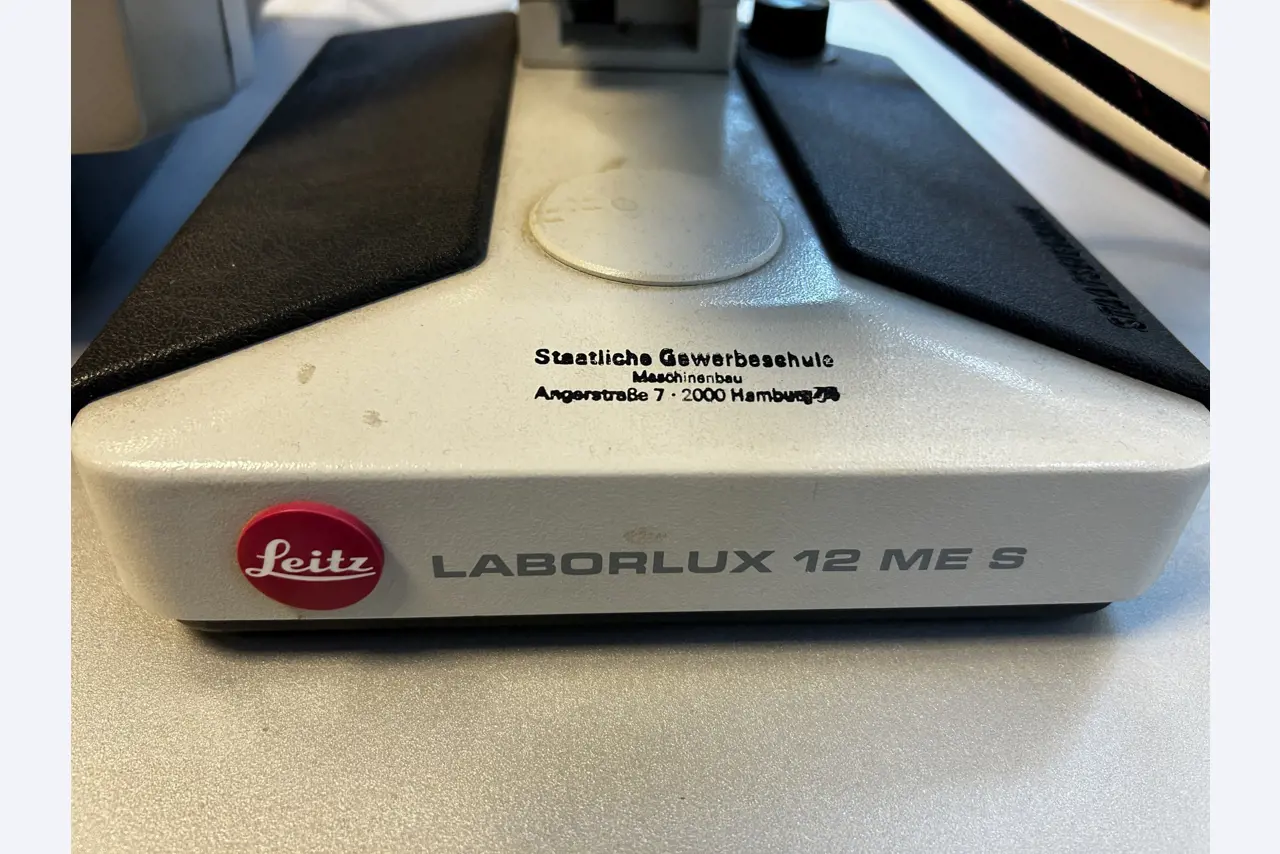 Staatliche Gewerbeschule
Maschinenbau
Angerstraße 7 · 2000 Hamburg
Leitz
LABORLUX 12 ME S